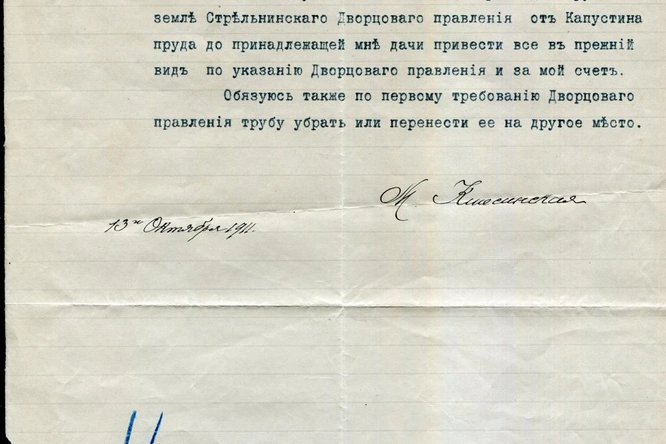 землѣ Стрѣльнинскаго Дворцоваго правленія отъ Капустина
пруда до принадлежащей мнѣ дачи привести все въ прежній
видъ по указанію Дворцоваго правленія и за мой счетъ.
Обязуюсь также по первому требованію Дворцоваго
правленія трубу убрать или перенести ее на другое мѣсто.
М Кшесинская
13го Октября 1911.